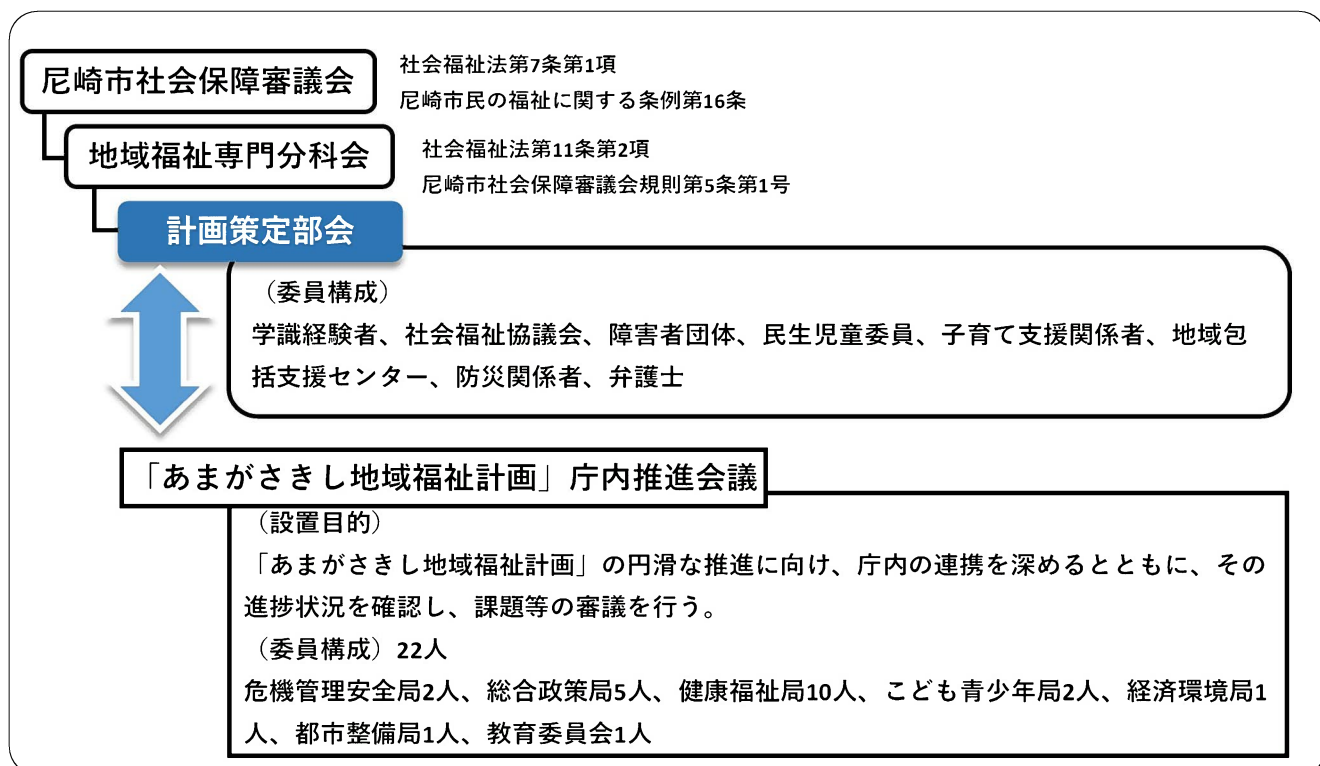 尼崎市社会保障審議会
社会福祉法第7条第1項
尼崎市民の福祉に関する条例第16条
地域福祉専門分科会
社会福祉法第11条第2項
尼崎市社会保障審議会規則第5条第1号
計画策定部会
（委員構成）
学識経験者、社会福祉協議会、障害者団体、民生児童委員、子育て支援関係者、地域包
括支援センター、防災関係者、弁護士
「あまがさきし地域福祉計画」庁内推進会議
（設置目的）
「あまがさきし地域福祉計画」の円滑な推進に向け、庁内の連携を深めるとともに、その
進捗状況を確認し、課題等の審議を行う。
（委員構成）22人
危機管理安全局2人、総合政策局5人、健康福祉局10人、こども青少年局2人、経済環境局1
人、都市整備局1人、教育委員会1人